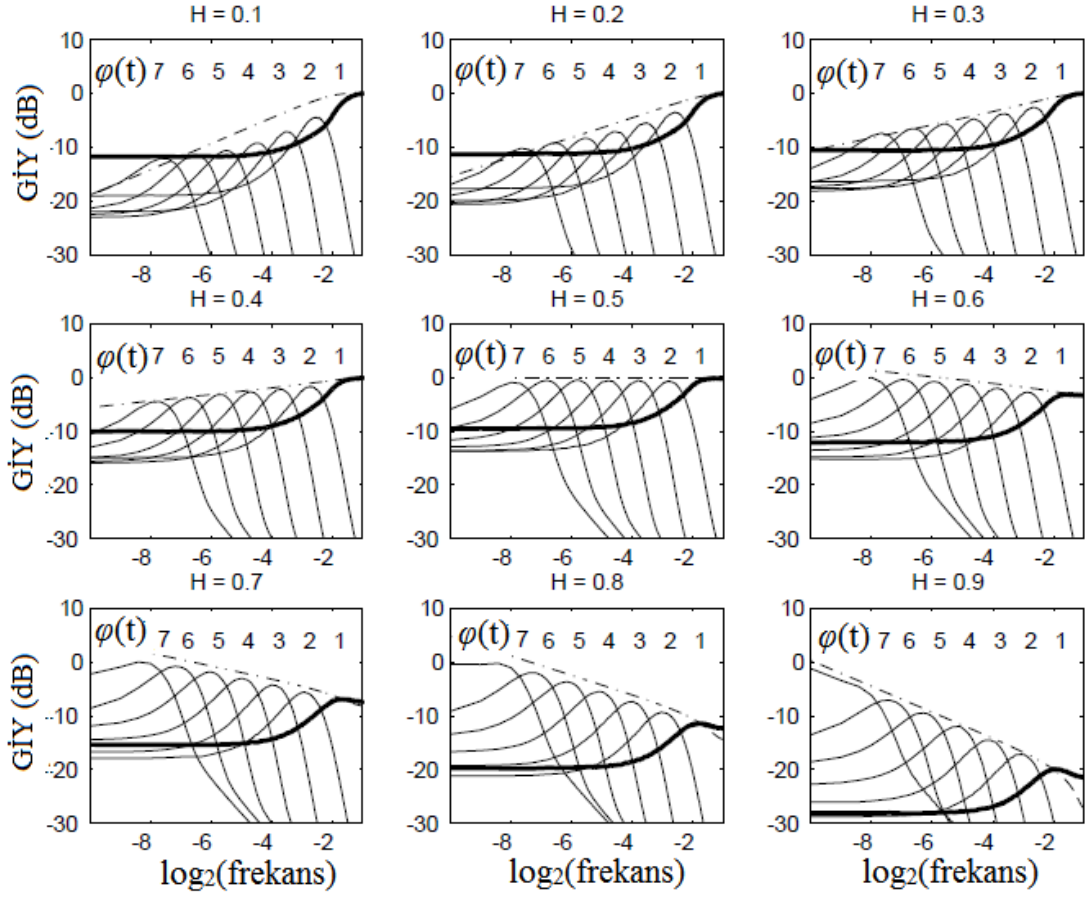 H = 0.1 H = 0.2 H = 0.3
10 10 10
φ(t) 7 6 5 4 3 2 1 φ(t) 7 6 5 4 3 2 1 φ(t) 7 6 5 4 3 2 1
0 0 0
GİY (dB)
-10 -10 -10
-20 -20 -20
-30 -30 -30
-8 -6 -4 -2 -8 -6 -4 -2 -8 -6 -4 -2
H = 0.4 H = 0.5 H = 0.6
10 10 10
φ(t) 7 6 5 4 3 2 1 φ(t) 7 6 5 4 3 2 1 φ(t) 7 6 5 4 3 2 1
0 0 0
GİY (dB)
-10 -10 -10
-20 -20 -20
-30 -30 -30
-8 -6 -4 -2 -8 -6 -4 -2 -8 -6 -4 -2
H = 0.7 H = 0.8 H = 0.9
10 10 10
φ(t) 7 6 5 4 3 2 1 φ(t) 7 6 5 4 3 2 1 φ(t) 7 6 5 4 3 2 1
0 0 0
GİY (dB)
-10 -10 -10
-20 -20 -20
-30 -30 -30
-8 -6 -4 -2 -8 -6 -4 -2 -8 -6 -4 -2
log₂(frekans) log₂(frekans) log₂(frekans)